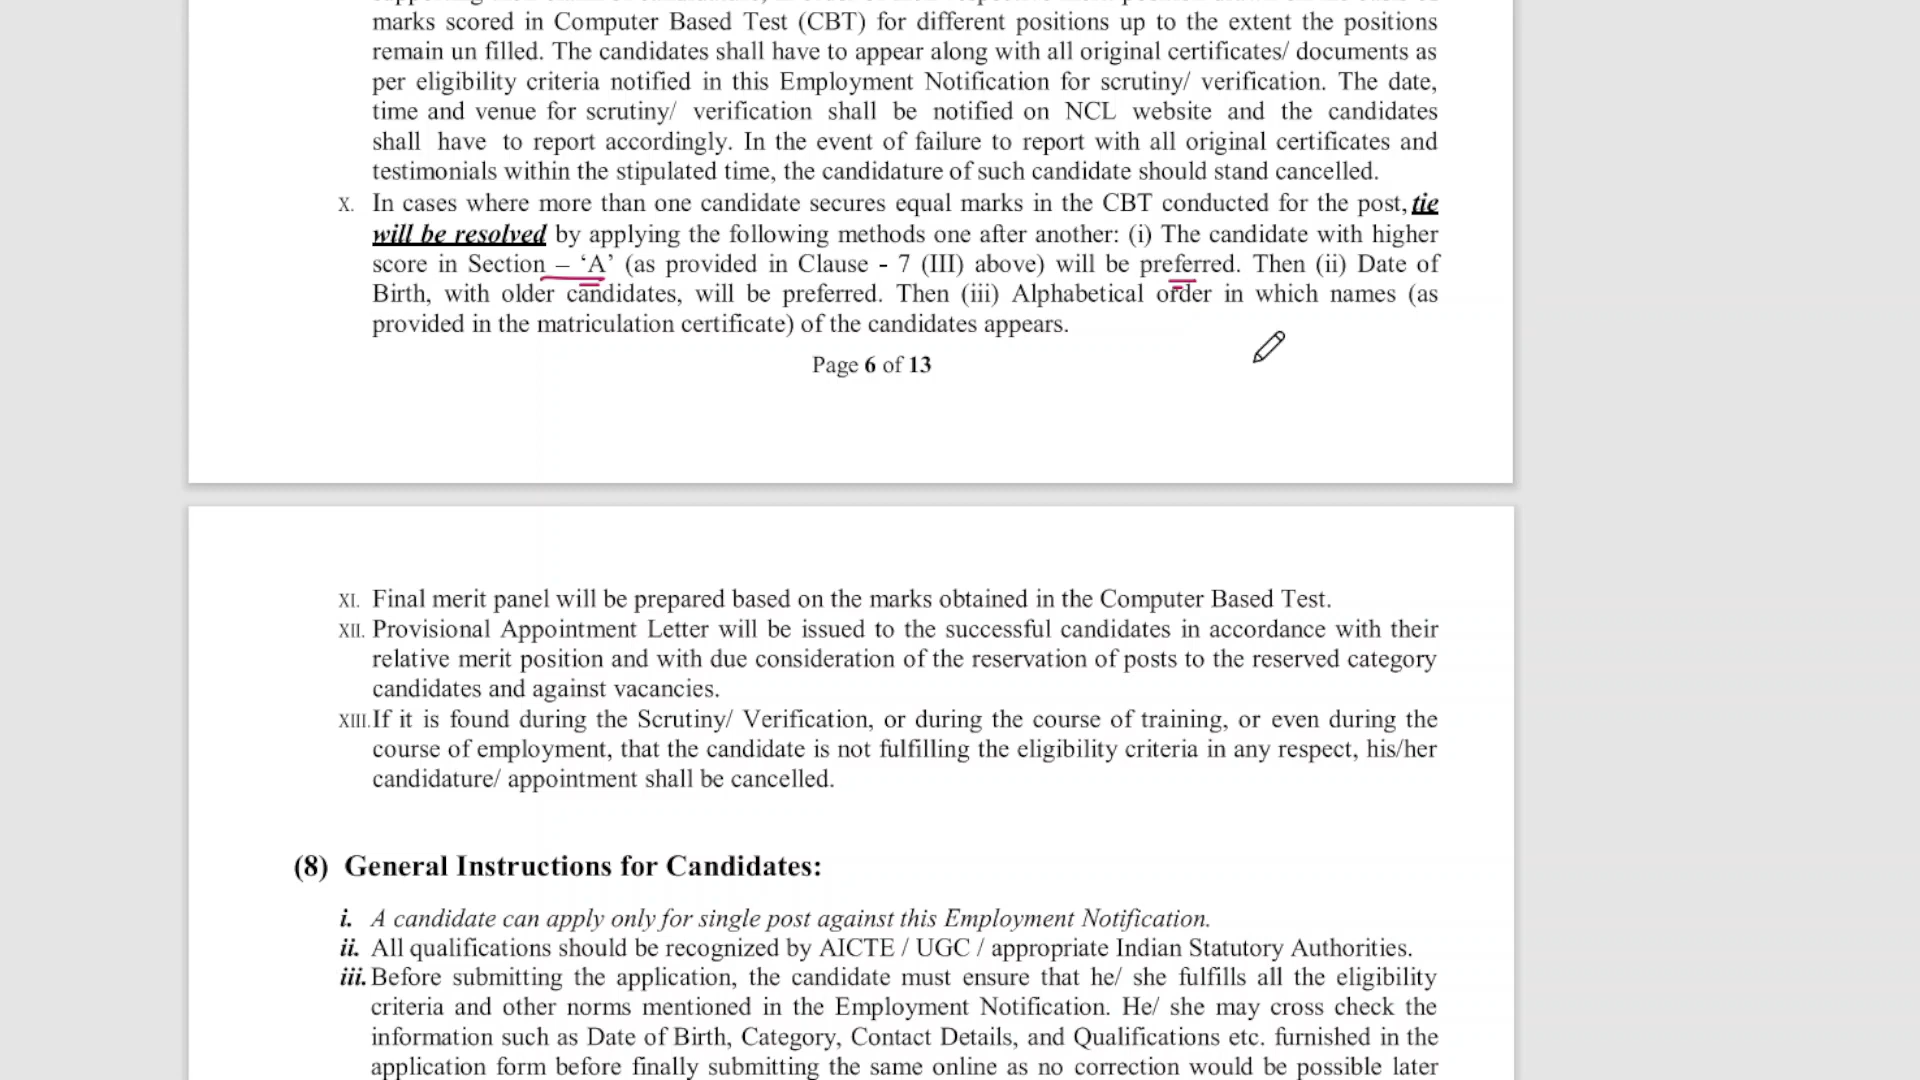 marks scored in Computer Based Test (CBT) for different positions up to the extent the positions
remain un filled. The candidates shall have to appear along with all original certificates/ documents as
per eligibility criteria notified in this Employment Notification for scrutiny/ verification. The date,
time and venue for scrutiny/ verification shall be notified on NCL website and the candidates
shall have to report accordingly. In the event of failure to report with all original certificates and
testimonials within the stipulated time, the candidature of such candidate should stand cancelled.
X. In cases where more than one candidate secures equal marks in the CBT conducted for the post, tie
will be resolved by applying the following methods one after another: (i) The candidate with higher
score in Section – ‘A’ (as provided in Clause - 7 (III) above) will be preferred. Then (ii) Date of
Birth, with older candidates, will be preferred. Then (iii) Alphabetical order in which names (as
provided in the matriculation certificate) of the candidates appears.
Page 6 of 13
XI. Final merit panel will be prepared based on the marks obtained in the Computer Based Test.
XII. Provisional Appointment Letter will be issued to the successful candidates in accordance with their
relative merit position and with due consideration of the reservation of posts to the reserved category
candidates and against vacancies.
XIII. If it is found during the Scrutiny/ Verification, or during the course of training, or even during the
course of employment, that the candidate is not fulfilling the eligibility criteria in any respect, his/her
candidature/ appointment shall be cancelled.
(8) General Instructions for Candidates:
i. A candidate can apply only for single post against this Employment Notification.
ii. All qualifications should be recognized by AICTE / UGC / appropriate Indian Statutory Authorities.
iii. Before submitting the application, the candidate must ensure that he/ she fulfills all the eligibility
criteria and other norms mentioned in the Employment Notification. He/ she may cross check the
information such as Date of Birth, Category, Contact Details, and Qualifications etc. furnished in the
application form before finally submitting the same online as no correction would be possible later